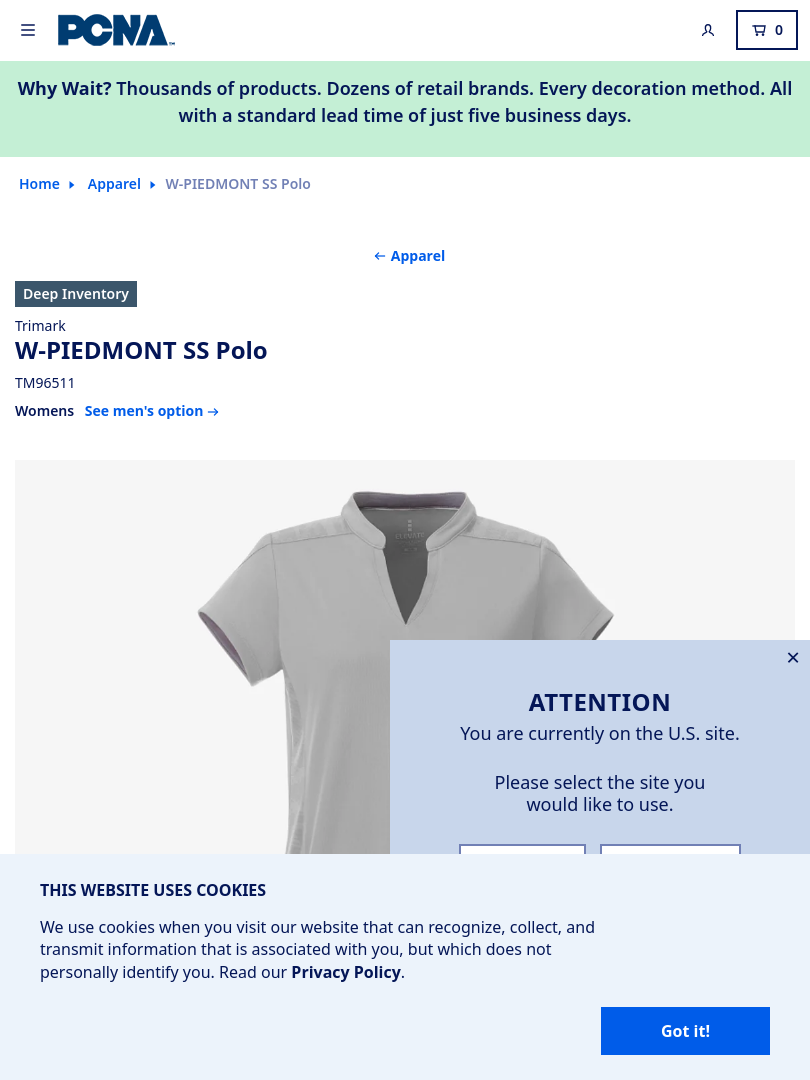 PCNA
0
Why Wait? Thousands of products. Dozens of retail brands. Every decoration method. All
with a standard lead time of just five business days.
Home Apparel W-PIEDMONT SS Polo
← Apparel
Deep Inventory
Trimark
W-PIEDMONT SS Polo
TM96511
Womens See men's option →
ATTENTION
You are currently on the U.S. site.
Please select the site you
would like to use.
THIS WEBSITE USES COOKIES
We use cookies when you visit our website that can recognize, collect, and
transmit information that is associated with you, but which does not
personally identify you. Read our Privacy Policy.
Got it!